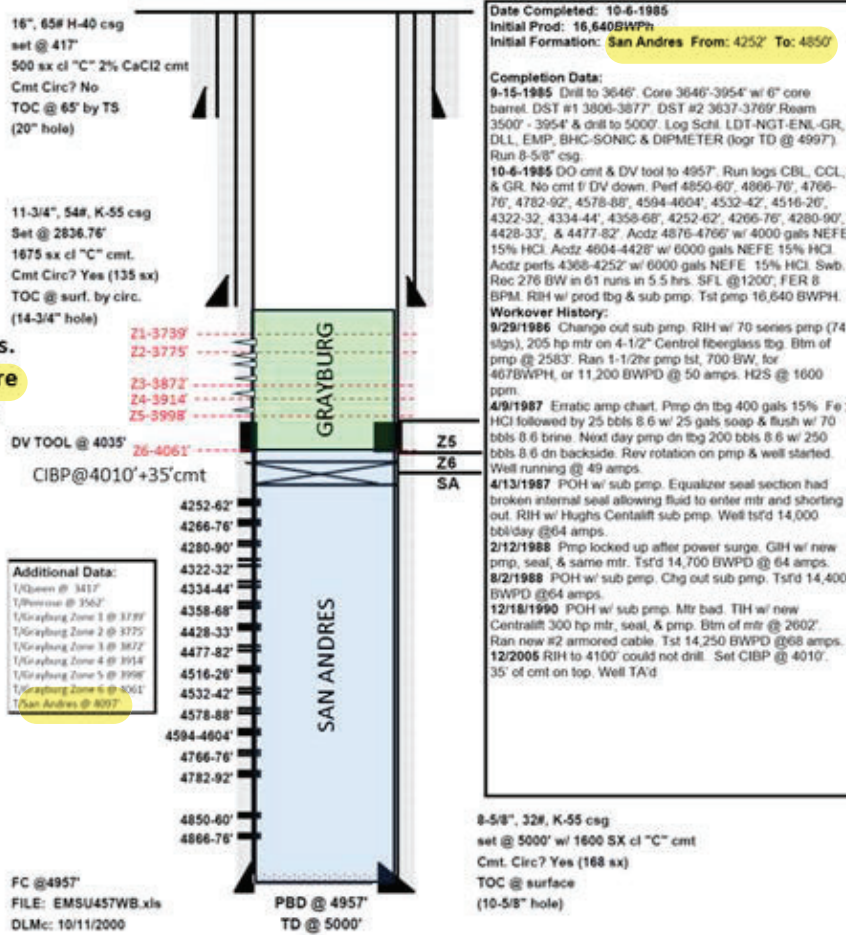 16", 65# H-40 csg
set @ 417'
500 sx cl "C" 2% CaCl2 cmt
Cmt Circ? No
TOC @ 65' by TS
(20" hole)
11-3/4", 54#, K-55 csg
Set @ 2836.76'
1675 sx cl "C" cmt.
Cmt Circ? Yes (135 sx)
TOC @ surf. by circ.
(14-3/4" hole)
s.
re
Z1-3739'
Z2-3775'
Z3-3872'
Z4-3914'
Z5-3998'
Z6-4061'
DV TOOL @ 4035'
CIBP@4010'+35'cmt
GRAYBURG
Z5
Z6
SA
4252-62'
4266-76'
4280-90'
4322-32'
4334-44'
4358-68'
4428-33'
4477-82'
4516-26'
4532-42'
4578-88'
4594-4604'
4766-76'
4782-92'
4850-60'
4866-76'
SAN ANDRES
Additional Data:
T/Queen @ 3417'
T/Penrose @ 3562'
T/Grayburg Zone 1 @ 3739'
T/Grayburg Zone 2 @ 3775'
T/Grayburg Zone 3 @ 3872'
T/Grayburg Zone 4 @ 3914'
T/Grayburg Zone 5 @ 3998'
T/Grayburg Zone 6 @ 4061'
T/San Andres @ 4097'
FC @4957'
FILE: EMSU457WB.xls
DLMc: 10/11/2000
PBD @ 4957'
TD @ 5000'
Date Completed: 10-6-1985
Initial Prod: 16,640BWPh
Initial Formation: San Andres From: 4252' To: 4850'
Completion Data:
9-15-1985 Drill to 3646'. Core 3646'-3954' w/ 6" core
barrel. DST #1 3806-3877'. DST #2 3637-3769'.Ream
3500' - 3954' & drill to 5000'. Log Schl. LDT-NGT-ENL-GR,
DLL, EMP, BHC-SONIC & DIPMETER (logr TD @ 4997').
Run 8-5/8" csg.
10-6-1985 DO cmt & DV tool to 4957'. Run logs CBL, CCL,
& GR. No cmt f/ DV down. Perf 4850-60', 4866-76', 4766-
76', 4782-92', 4578-88', 4594-4604', 4532-42', 4516-26',
4322-32, 4334-44', 4358-68', 4252-62', 4266-76', 4280-90',
4428-33', & 4477-82'. Acdz 4876-4766' w/ 4000 gals NEFE
15% HCl. Acdz 4604-4428' w/ 6000 gals NEFE 15% HCl.
Acdz perfs 4368-4252' w/ 6000 gals NEFE 15% HCl. Swb.
Rec 276 BW in 61 runs in 5.5 hrs. SFL @1200'; FER 8
BPM. RIH w/ prod tbg & sub pmp. Tst pmp 16,640 BWPH.
Workover History:
9/29/1986 Change out sub pmp. RIH w/ 70 series pmp (74
stgs), 205 hp mtr on 4-1/2" Centrol fiberglass tbg. Btm of
pmp @ 2583'. Ran 1-1/2hr pmp tst, 700 BW, for
467BWPH, or 11,200 BWPD @ 50 amps. H2S @ 1600
ppm.
4/9/1987 Erratic amp chart. Pmp dn tbg 400 gals 15% Fe
HCl followed by 25 bbls 8.6 w/ 25 gals soap & flush w/ 70
bbls 8.6 brine. Next day pmp dn tbg 200 bbls 8.6 w/ 250
bbls 8.6 dn backside. Rev rotation on pmp & well started.
Well running @ 49 amps.
4/13/1987 POH w/ sub pmp. Equalizer seal section had
broken internal seal allowing fluid to enter mtr and shorting
out. RIH w/ Hughs Centalift sub pmp. Well tst'd 14,000
bbl/day @64 amps.
2/12/1988 Pmp locked up after power surge. GIH w/ new
pmp, seal, & same mtr. Tst'd 14,700 BWPD @ 64 amps.
8/2/1988 POH w/ sub pmp. Chg out sub pmp. Tst'd 14,400
BWPD @64 amps.
12/18/1990 POH w/ sub pmp. Mtr bad. TIH w/ new
Centralift 300 hp mtr, seal, & pmp. Btm of mtr @ 2602'.
Ran new #2 armored cable. Tst 14,250 BWPD @68 amps.
12/2005 RIH to 4100' could not drill. Set CIBP @ 4010'.
35' of cmt on top. Well TA'd
8-5/8", 32#, K-55 csg
set @ 5000' w/ 1600 SX cl "C" cmt
Cmt. Circ? Yes (168 sx)
TOC @ surface
(10-5/8" hole)